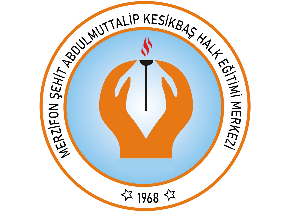 MERZİFON ŞEHİT ABDULMUTTALİP KESİKBAŞ HALK EĞİTİMİ MERKEZİ
1968